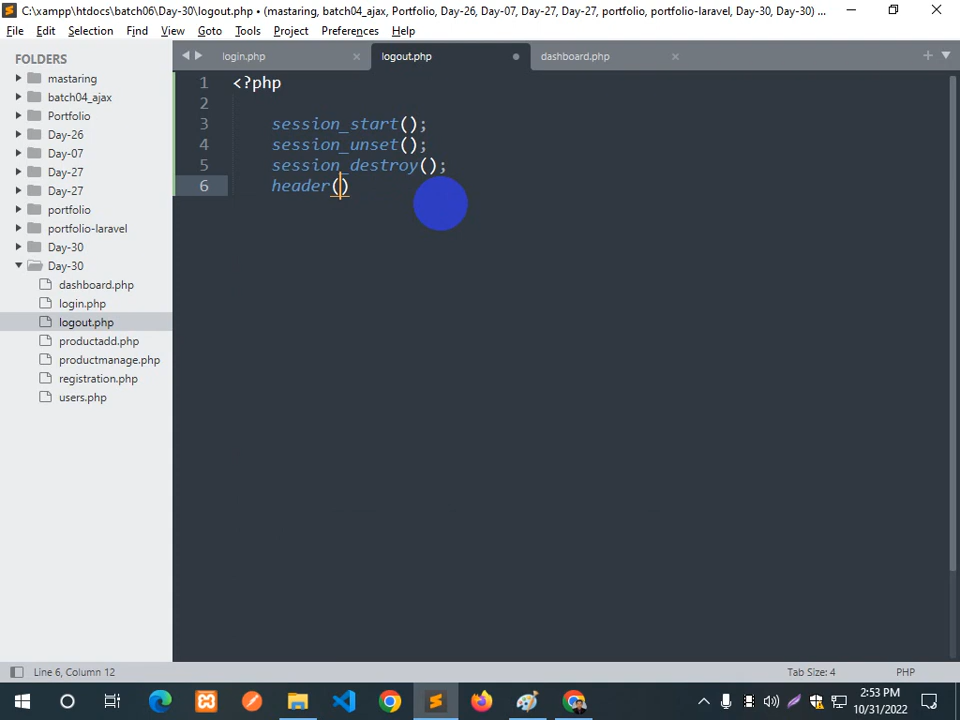 C:\xampp\htdocs\batch06\Day-30\logout.php • (mastaring, batch04_ajax, Portfolio, Day-26, Day-07, Day-27, Day-27, portfolio, portfolio-laravel, Day-30, Day-30) ...
File Edit Selection Find View Goto Tools Project Preferences Help
FOLDERS
mastaring
batch04_ajax
Portfolio
Day-26
Day-07
Day-27
Day-27
portfolio
portfolio-laravel
Day-30
Day-30
dashboard.php
login.php
logout.php
productadd.php
productmanage.php
registration.php
users.php
login.php logout.php dashboard.php
1 <?php
2
3 session_start();
4 session_unset();
5 session_destroy();
6 header()
Line 6, Column 12 Tab Size: 4 PHP
2:53 PM
10/31/2022